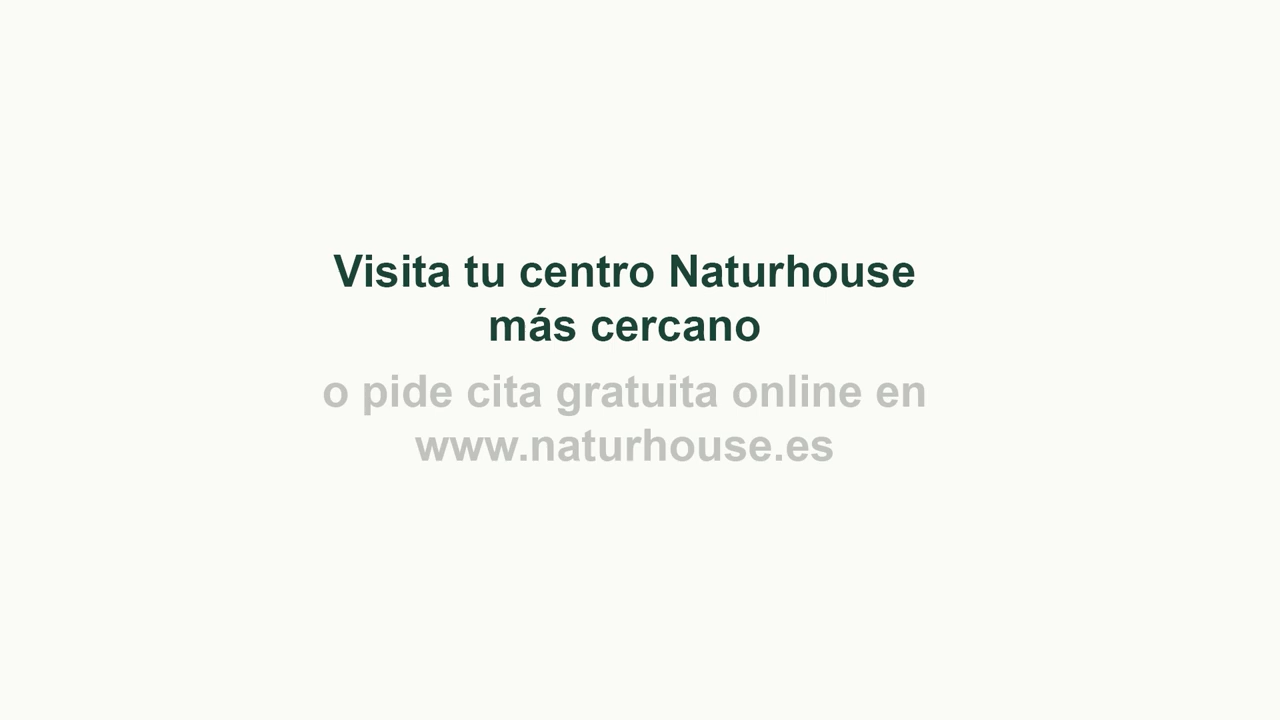 Visita tu centro Naturhouse
más cercano
o pide cita gratuita online en
www.naturhouse.es